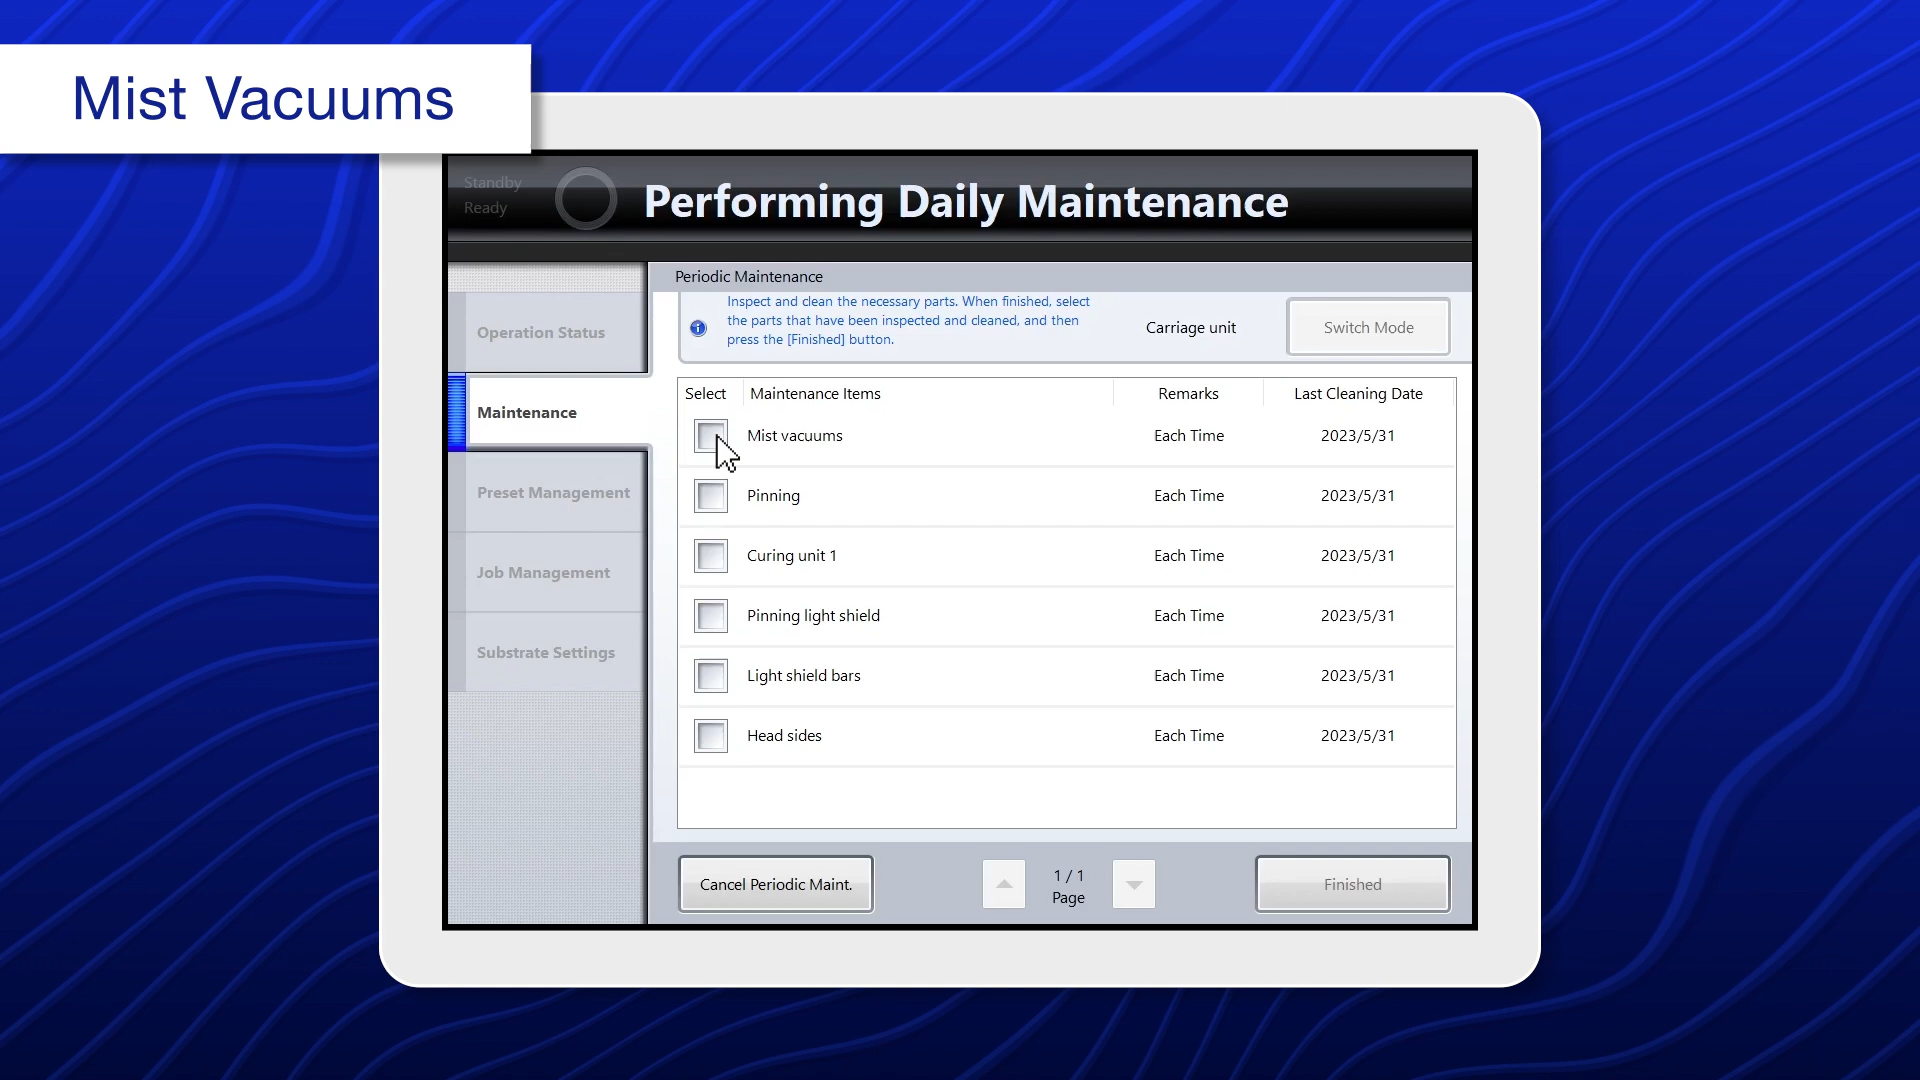 Mist Vacuums
Standby
Ready
Performing Daily Maintenance
Operation Status
Maintenance
Preset Management
Job Management
Substrate Settings
Periodic Maintenance
Inspect and clean the necessary parts. When finished, select
the parts that have been inspected and cleaned, and then
press the [Finished] button.
Carriage unit
Switch Mode
Select Maintenance Items Remarks Last Cleaning Date
Mist vacuums Each Time 2023/5/31
Pinning Each Time 2023/5/31
Curing unit 1 Each Time 2023/5/31
Pinning light shield Each Time 2023/5/31
Light shield bars Each Time 2023/5/31
Head sides Each Time 2023/5/31
Cancel Periodic Maint.
1 / 1
Page
Finished